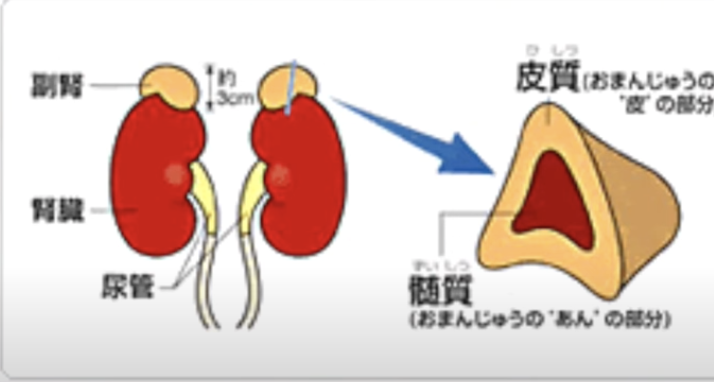 副腎
約
3cm
腎臓
尿管
ひ しつ
皮質(おまんじゅうの
"皮"の部分
ずい しつ
髄質
(おまんじゅうの"あん"の部分)